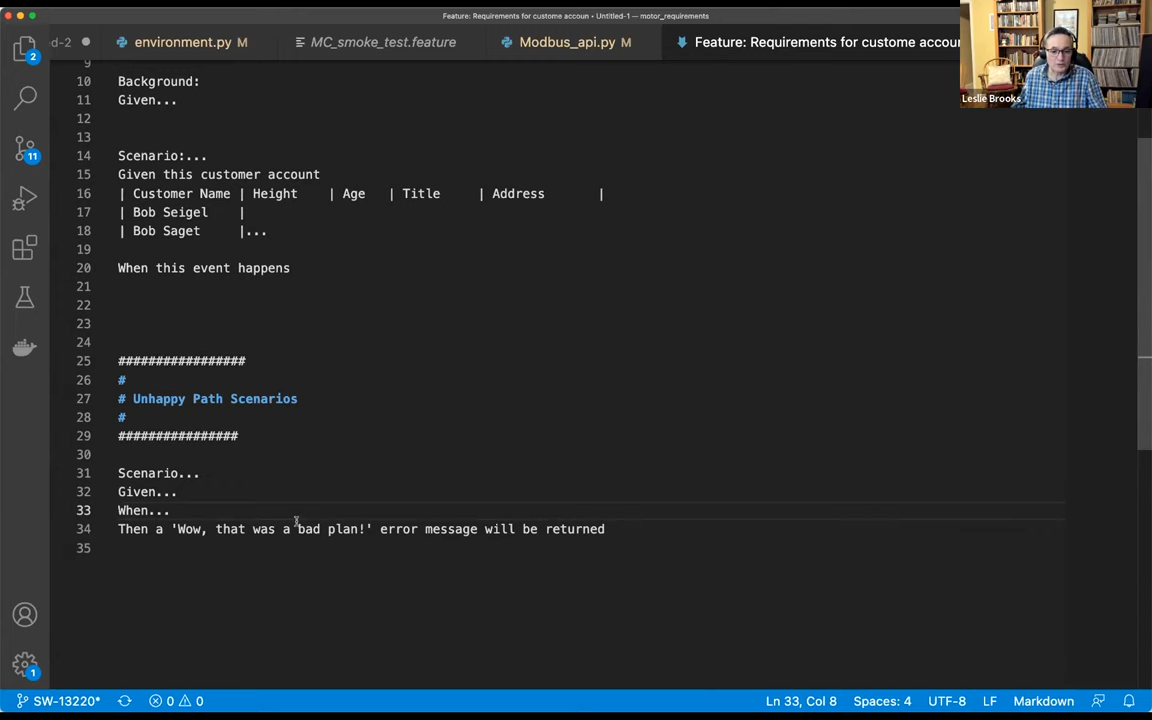 Feature: Requirements for custome accoun • Untitled-1 — motor_requirements
d-2
environment.py M
MC_smoke_test.feature
Modbus_api.py M
Feature: Requirements for custome accoun
Leslie Brooks
2
11
1
9
10 Background:
11 Given...
12
13
14 Scenario:...
15 Given this customer account
16 | Customer Name | Height | Age | Title | Address |
17 | Bob Seigel |
18 | Bob Saget |...
19
20 When this event happens
21
22
23
24
25 #################
26 #
27 # Unhappy Path Scenarios
28 #
29 ################
30
31 Scenario...
32 Given...
33 When...
34 Then a 'Wow, that was a bad plan!' error message will be returned
35
SW-13220* 0 0 Ln 33, Col 8 Spaces: 4 UTF-8 LF Markdown